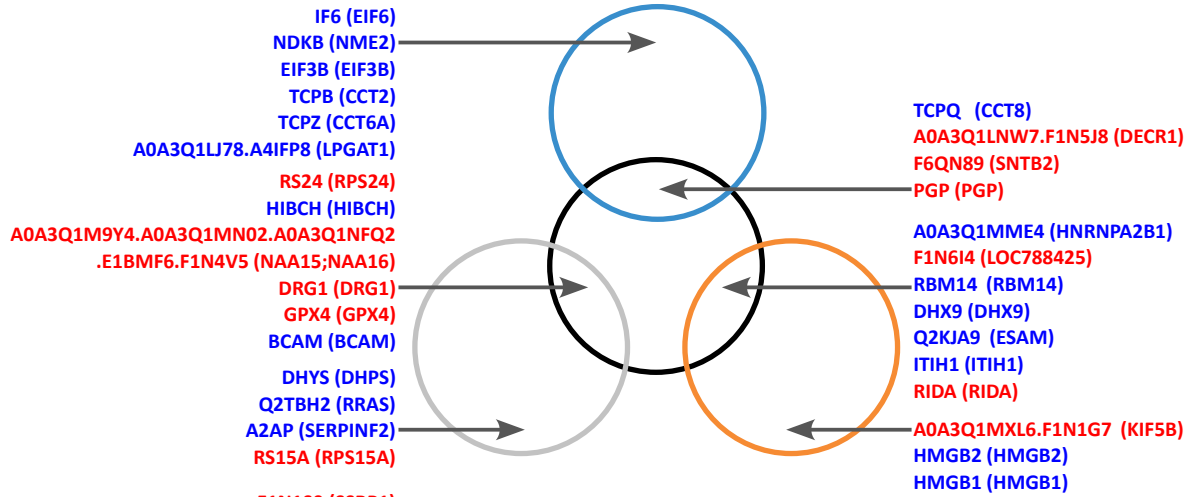 IF6 (EIF6)
NDKB (NME2)
EIF3B (EIF3B)
TCPB (CCT2)
TCPZ (CCT6A)
A0A3Q1LJ78.A4IFP8 (LPGAT1)
RS24 (RPS24)
HIBCH (HIBCH)
A0A3Q1M9Y4.A0A3Q1MN02.A0A3Q1NFQ2
.E1BMF6.F1N4V5 (NAA15;NAA16)
DRG1 (DRG1)
GPX4 (GPX4)
BCAM (BCAM)
DHYS (DHPS)
Q2TBH2 (RRAS)
A2AP (SERPINF2)
RS15A (RPS15A)
TCPQ (CCT8)
A0A3Q1LNW7.F1N5J8 (DECR1)
F6QN89 (SNTB2)
PGP (PGP)
A0A3Q1MME4 (HNRNPA2B1)
F1N6I4 (LOC788425)
RBM14 (RBM14)
DHX9 (DHX9)
Q2KJA9 (ESAM)
ITIH1 (ITIH1)
RIDA (RIDA)
A0A3Q1MXL6.F1N1G7 (KIF5B)
HMGB2 (HMGB2)
HMGB1 (HMGB1)